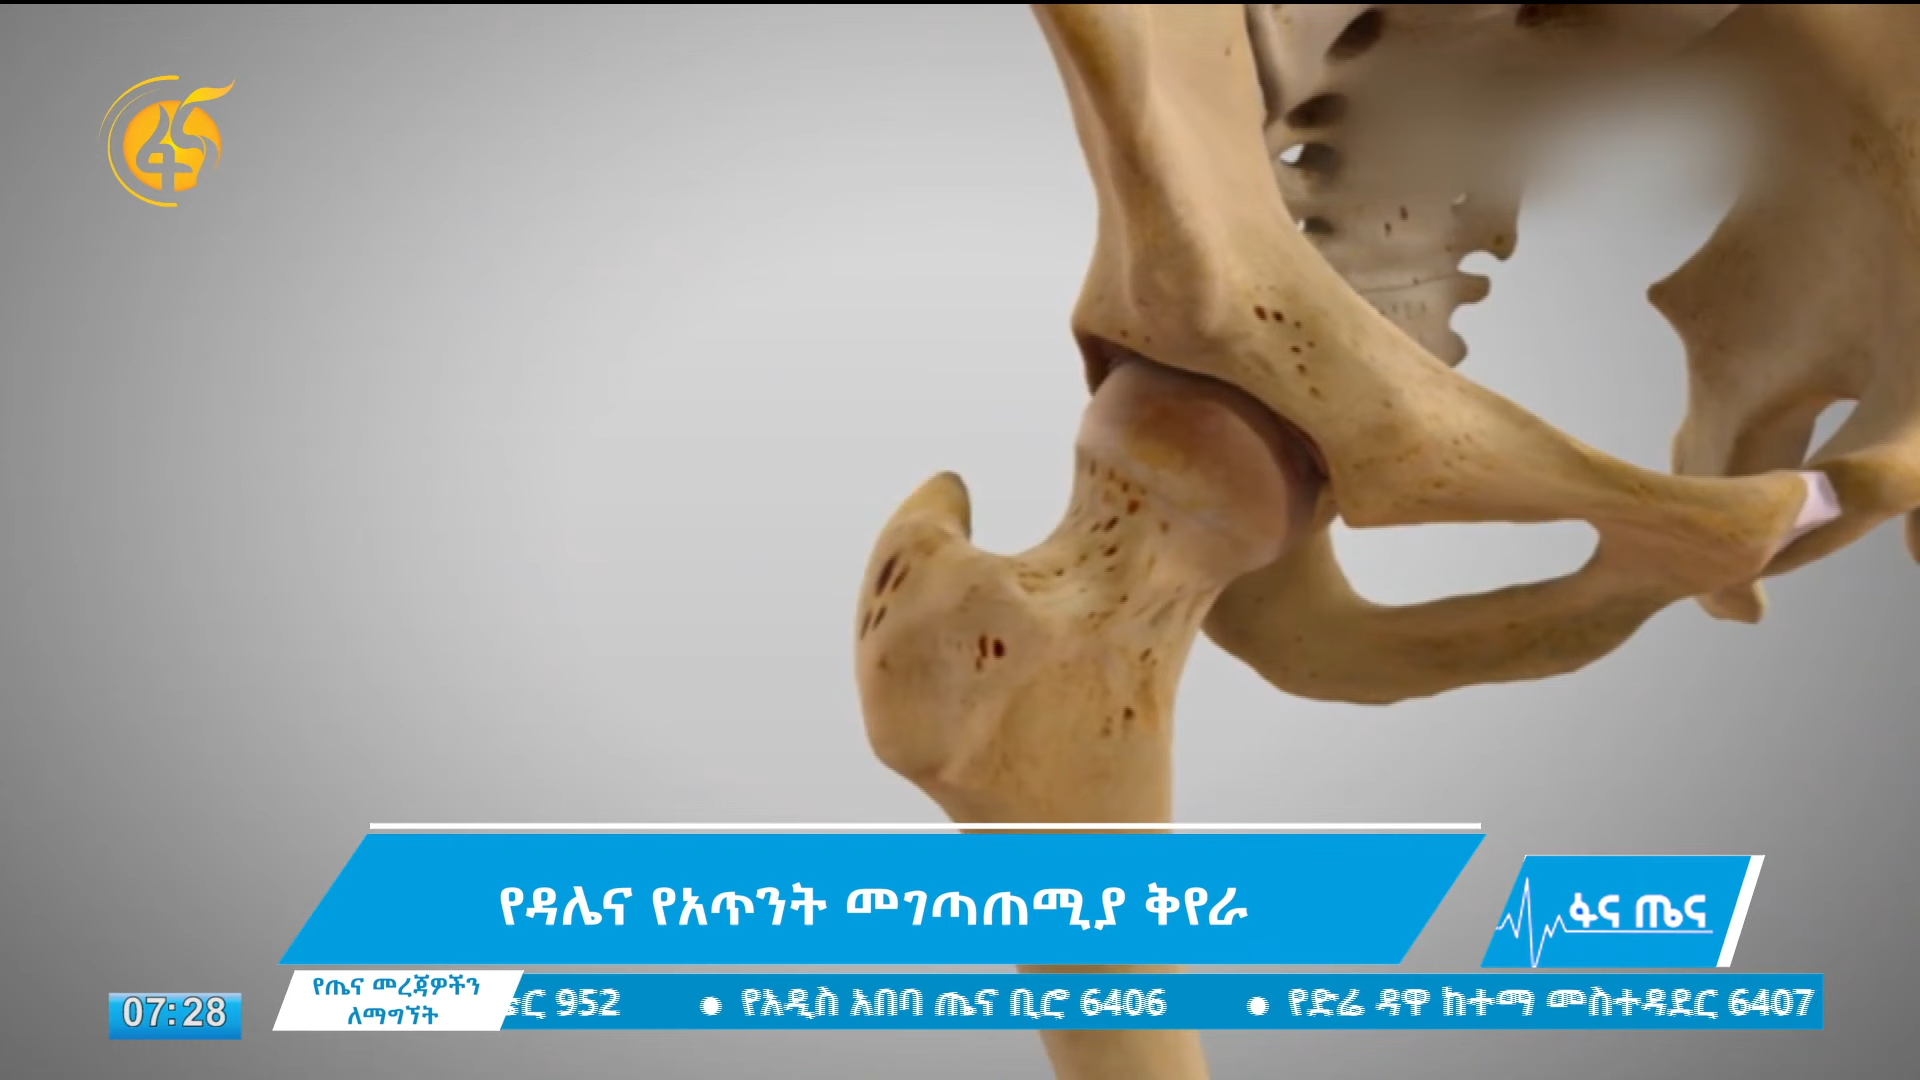 ፋና
የዳሌና የአጥንት መገጣጠሚያ ቅየራ
ፋና ጤና
የጤና መረጃዎችን
ለማግኘት
952 ● የአዲስ አበባ ጤና ቢሮ 6406 ● የድሬ ዳዋ ከተማ መስተዳደር 6407
07:28